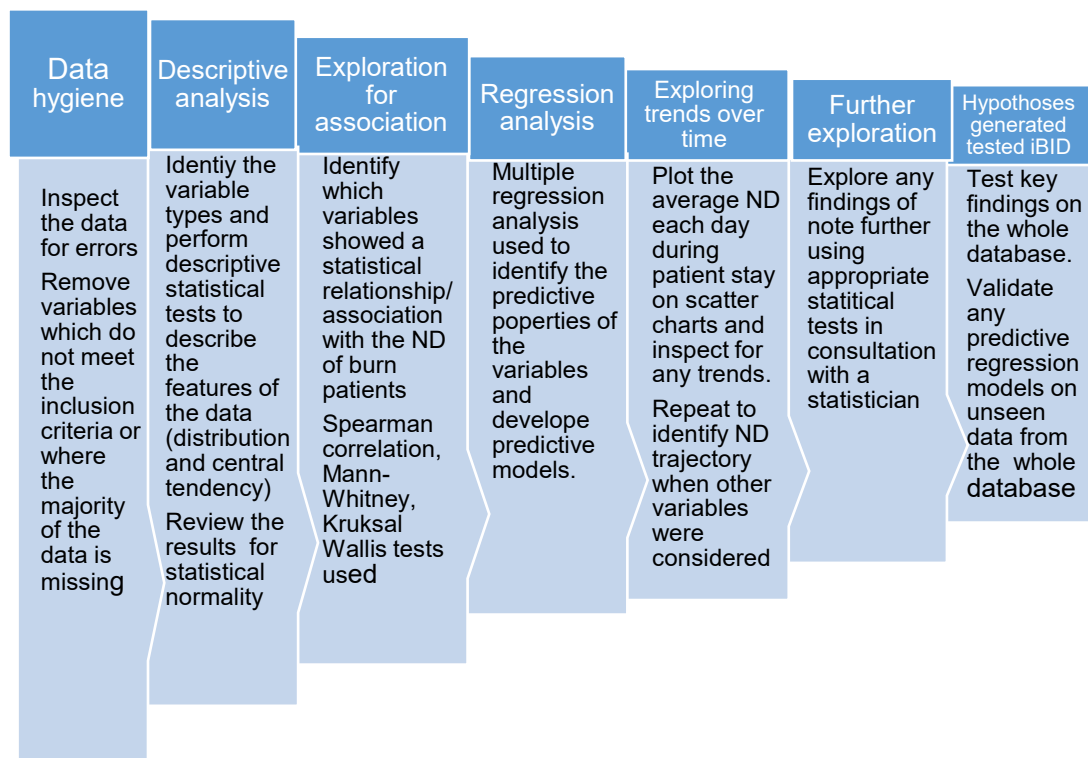 Data
hygiene
Inspect
the data
for errors
Remove
variables
which do
not meet
the
inclusion
criteria or
where
the
majority
of the
data is
missing
Descriptive
analysis
Identiy the
variable
types and
perform
descriptive
statistical
tests to
describe
the
features of
the data
(distribution
and central
tendency)
Review the
results for
statistical
normality
Exploration
for
association
Identify
which
variables
showed a
statistical
relationship/
association
with the ND
of burn
patients
Spearman
correlation,
Mann-
Whitney,
Kruksal
Wallis tests
used
Regression
analysis
Multiple
regression
analysis
used to
identify the
predictive
poperties of
the
variables
and
develope
predictive
models.
Exploring
trends over
time
Plot the
average ND
each day
during
patient stay
on scatter
charts and
inspect for
any trends.
Repeat to
identify ND
trajectory
when other
variables
were
considered
Further
exploration
Explore any
findings of
note further
using
appropriate
statitical
tests in
consultation
with a
statistician
Hypothoses
generated
tested iBID
Test key
findings on
the whole
database.
Validate
any
predictive
regression
models on
unseen
data from
the whole
database